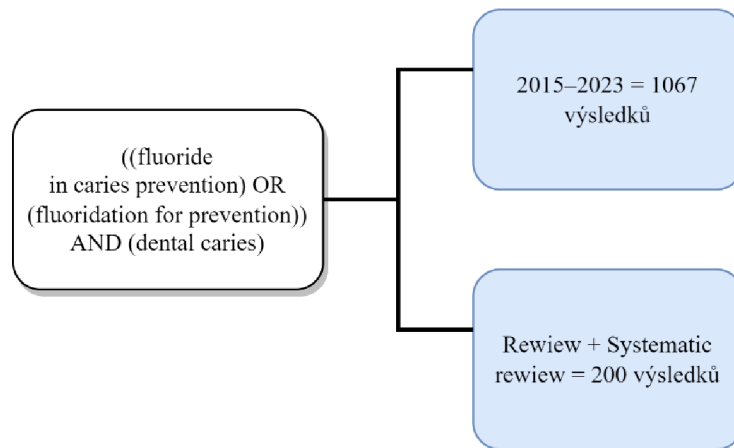 ((fluoride
in caries prevention) OR
(fluoridation for prevention))
AND (dental caries)
2015–2023 = 1067
výsledků
Rewiew + Systematic
rewiew = 200 výsledků